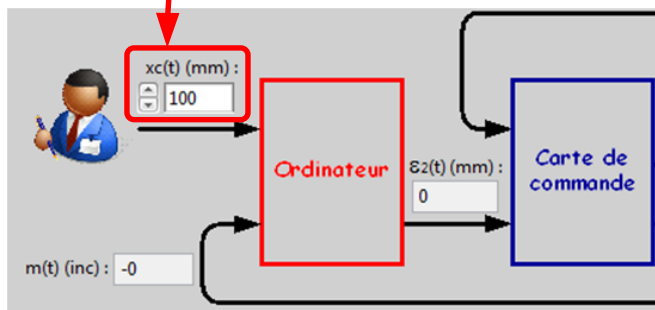 xc(t) (mm) :
100
Ordinateur
ε2(t) (mm) :
0
Carte de
commande
m(t) (inc) :
-0